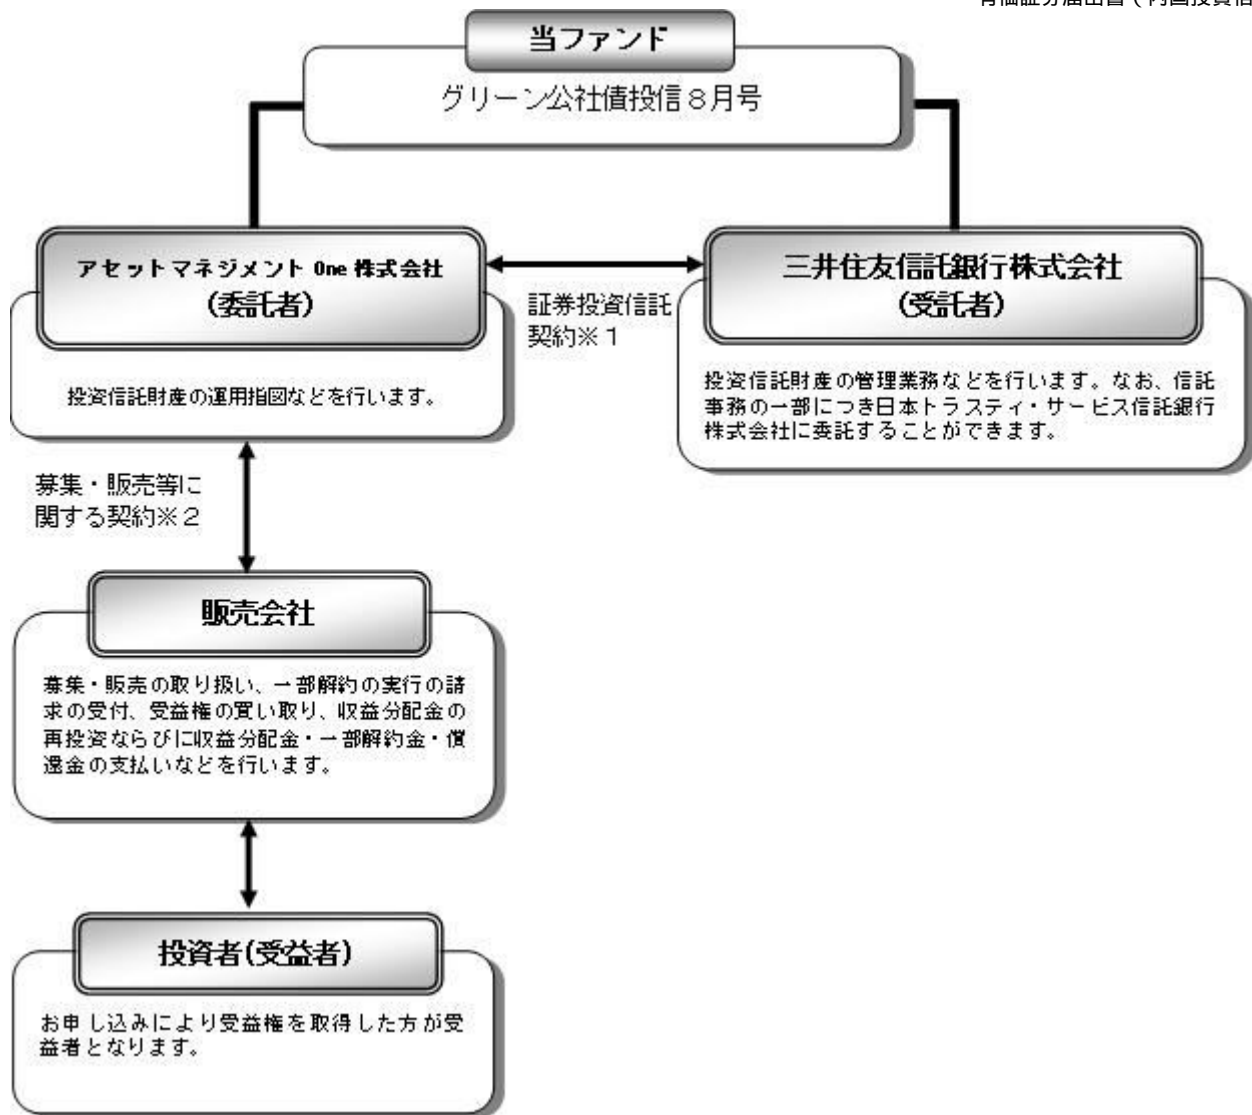 有価証券届出書(内国投資信
当ファンド
グリーン公社債投信8月号
アセットマネジメント One 株式会社
(委託者)
投資信託財産の運用指図などを行います。
証券投資信託
契約※1
三井住友信託銀行株式会社
(受託者)
投資信託財産の管理業務などを行います。なお、信託
事務の一部につき日本トラスティ・サービス信託銀行
株式会社に委託することができます。
募集・販売等に
関する契約※2
販売会社
募集・販売の取り扱い、一部解約の実行の請
求の受付、受益権の買い取り、収益分配金の
再投資ならびに収益分配金・一部解約金・償
還金の支払いなどを行います。
投資者(受益者)
お申し込みにより受益権を取得した方が受
益者となります。